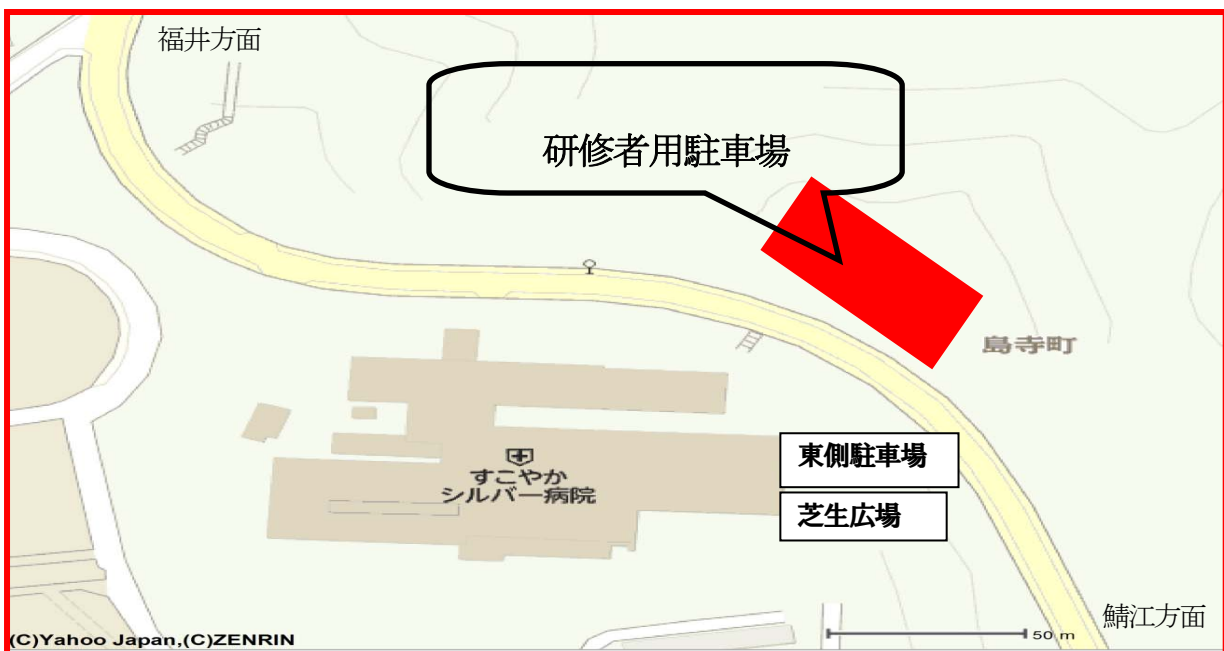 福井方面
研修者用駐車場
島寺町
東側駐車場
すこやか
シルバー病院
芝生広場
鯖江方面
50 m
(C)Yahoo Japan,(C)ZENRIN